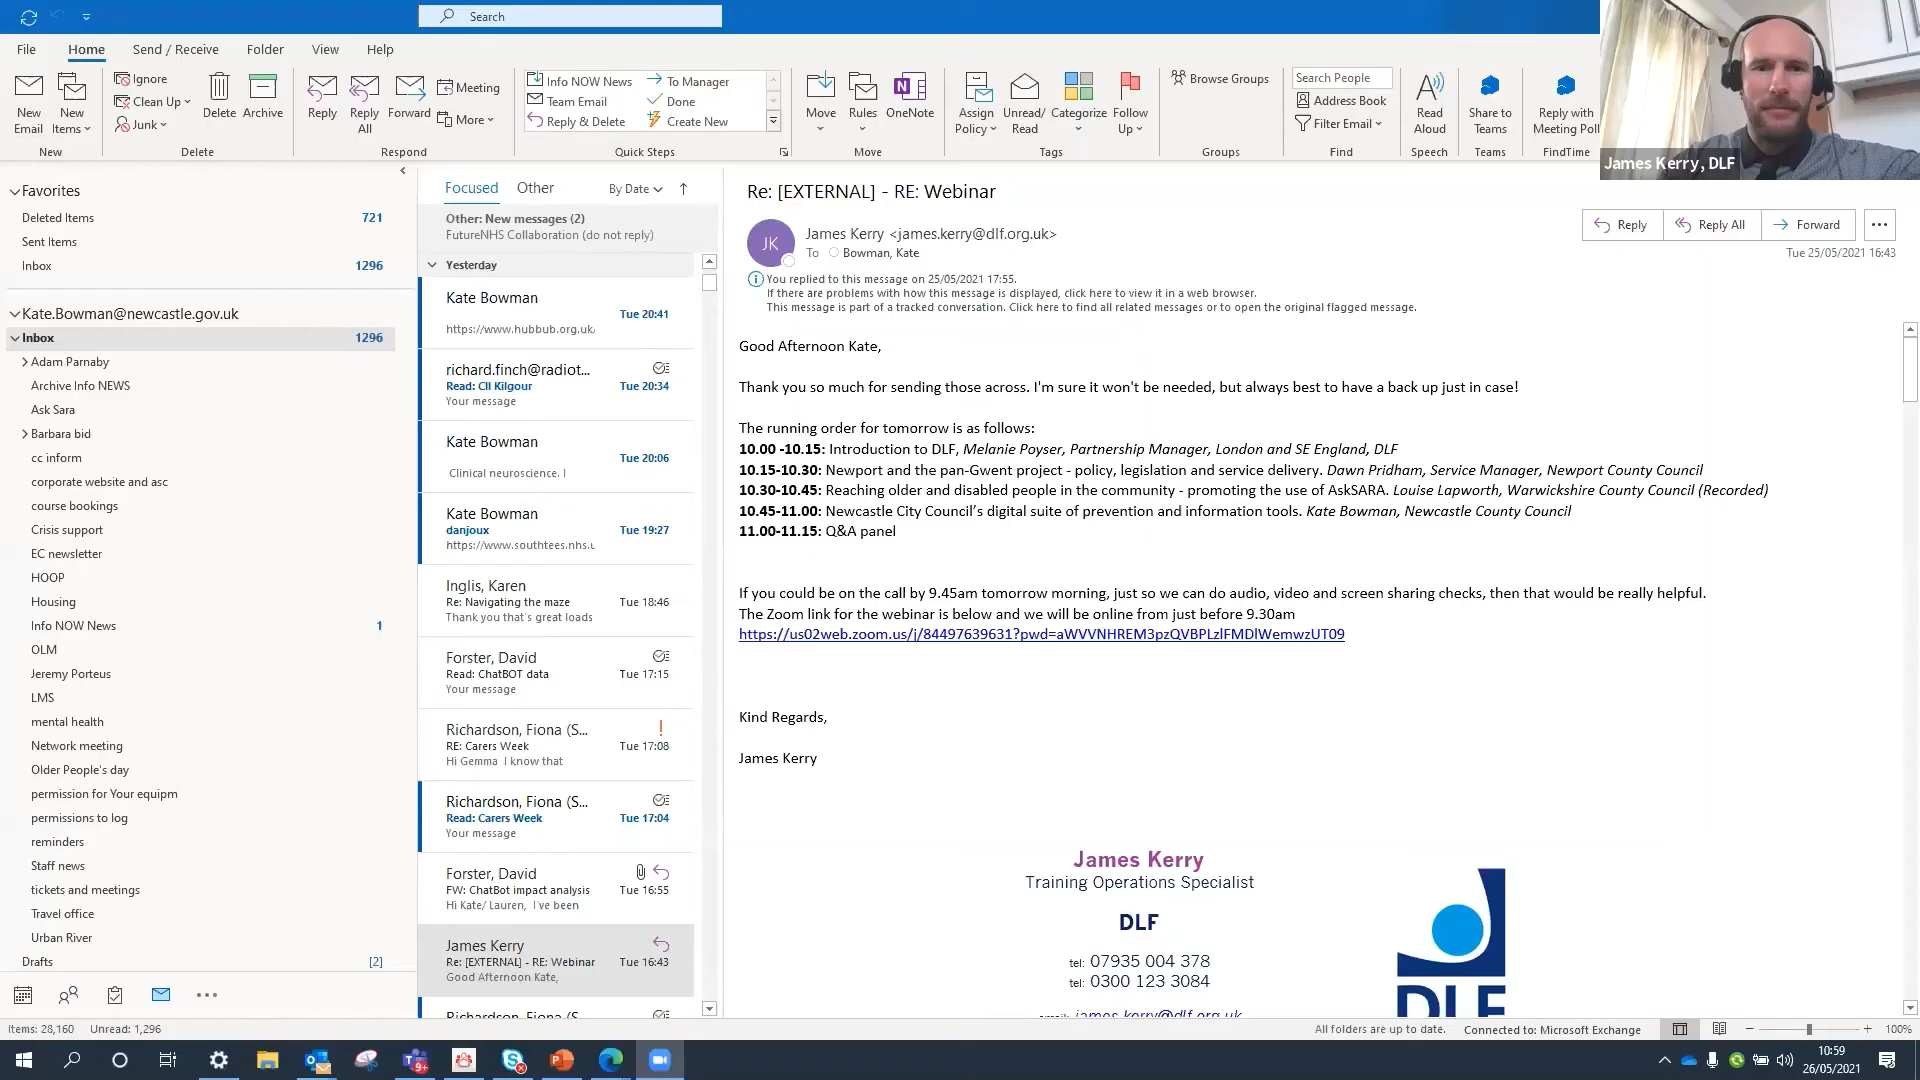 Search
File Home Send / Receive Folder View Help
New Email
New Items
Ignore
Clean Up
Junk
Delete
Archive
Reply
Reply All
Forward
Meeting
More
Info NOW News
Team Email
Reply & Delete
To Manager
Done
Create New
Move
Rules
OneNote
Assign Policy
Unread/ Read
Categorize
Follow Up
Browse Groups
Search People
Address Book
Filter Email
Read Aloud
Share to Teams
Reply with Meeting Poll
New Delete Respond Quick Steps Move Tags Groups Find Speech Teams FindTime
James Kerry, DLF
Favorites
Deleted Items 721
Sent Items
Inbox 1296
Kate.Bowman@newcastle.gov.uk
Inbox 1296
Adam Parnaby
Archive Info NEWS
Ask Sara
Barbara bid
cc inform
corporate website and asc
course bookings
Crisis support
EC newsletter
HOOP
Housing
Info NOW News 1
OLM
Jeremy Porteus
LMS
mental health
Network meeting
Older People's day
permission for Your equipm
permissions to log
reminders
Staff news
tickets and meetings
Travel office
Urban River
Drafts [2]
Focused Other By Date
Other: New messages (2)
FutureNHS Collaboration (do not reply)
Yesterday
Kate Bowman
Tue 20:41
https://www.hubbub.org.uk,
richard.finch@radiot...
Read: Cll Kilgour Tue 20:34
Your message
Kate Bowman
Tue 20:06
Clinical neuroscience. I
Kate Bowman
danjoux Tue 19:27
https://www.southtees.nhs.u
Inglis, Karen
Re: Navigating the maze Tue 18:46
Thank you that's great loads
Forster, David
Read: ChatBOT data Tue 17:15
Your message
Richardson, Fiona (S...
RE: Carers Week Tue 17:08
Hi Gemma I know that
Richardson, Fiona (S...
Read: Carers Week Tue 17:04
Your message
Forster, David
FW: ChatBot impact analysis Tue 16:55
Hi Kate/ Lauren, I've been
James Kerry
Re: [EXTERNAL] - RE: Webinar Tue 16:43
Good Afternoon Kate,
Richardson, Fiona (S...
Re: [EXTERNAL] - RE: Webinar
JK
James Kerry <james.kerry@dlf.org.uk>
To Bowman, Kate
Reply Reply All Forward
Tue 25/05/2021 16:43
You replied to this message on 25/05/2021 17:55.
If there are problems with how this message is displayed, click here to view it in a web browser.
This message is part of a tracked conversation. Click here to find all related messages or to open the original flagged message.
Good Afternoon Kate,
Thank you so much for sending those across. I'm sure it won't be needed, but always best to have a back up just in case!
The running order for tomorrow is as follows:
10.00 -10.15: Introduction to DLF, Melanie Poyser, Partnership Manager, London and SE England, DLF
10.15-10.30: Newport and the pan-Gwent project - policy, legislation and service delivery. Dawn Pridham, Service Manager, Newport County Council
10.30-10.45: Reaching older and disabled people in the community - promoting the use of AskSARA. Louise Lapworth, Warwickshire County Council (Recorded)
10.45-11.00: Newcastle City Council’s digital suite of prevention and information tools. Kate Bowman, Newcastle County Council
11.00-11.15: Q&A panel
If you could be on the call by 9.45am tomorrow morning, just so we can do audio, video and screen sharing checks, then that would be really helpful.
The Zoom link for the webinar is below and we will be online from just before 9.30am
https://us02web.zoom.us/j/84497639631?pwd=aWVVNHREM3pzQVBPLzlFMDlWemwzUT09
Kind Regards,
James Kerry
James Kerry
Training Operations Specialist
DLF
tel: 07935 004 378
tel: 0300 123 3084
email: james.kerry@dlf.org.uk
DLF
Items: 28,160 Unread: 1,296
All folders are up to date. Connected to: Microsoft Exchange 100%
9+
10:59
26/05/2021